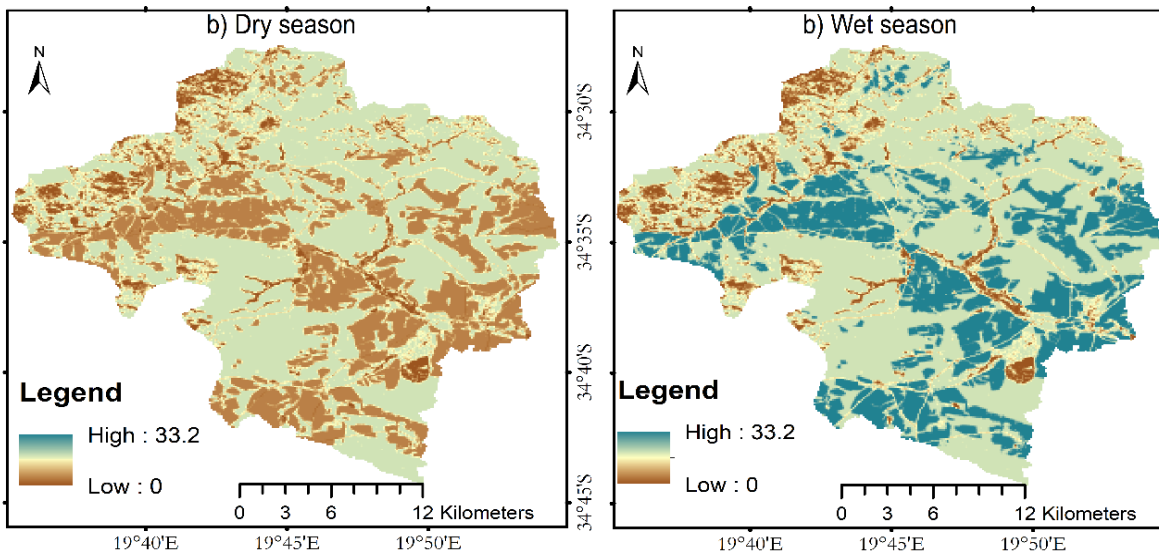 b) Dry season
N
Legend
High : 33.2
Low : 0
0 3 6 12 Kilometers
19°40'E 19°45'E 19°50'E
34°30'S
34°35'S
34°40'S
34°45'S
b) Wet season
N
Legend
High : 33.2
Low : 0
0 3 6 12 Kilometers
19°40'E 19°45'E 19°50'E